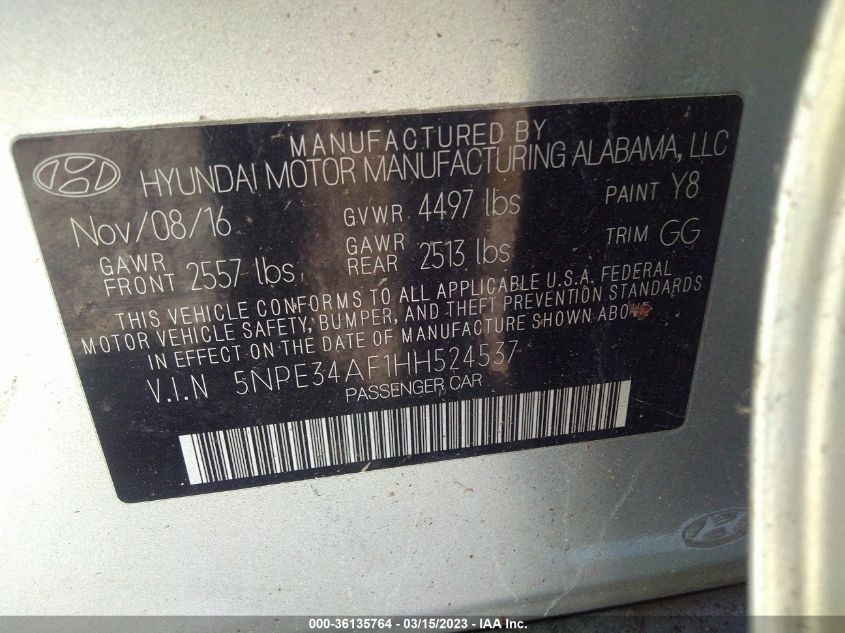 MANUFACTURED BY
HYUNDAI MOTOR MANUFACTURING ALABAMA, LLC
Nov/08/16 GVWR 4497 lbs PAINT Y8
GAWR FRONT 2557 lbs GAWR REAR 2513 lbs TRIM GG
THIS VEHICLE CONFORMS TO ALL APPLICABLE U.S.A. FEDERAL
MOTOR VEHICLE SAFETY, BUMPER, AND THEFT PREVENTION STANDARDS
IN EFFECT ON THE DATE OF MANUFACTURE SHOWN ABOVE.
V.I.N 5NPE34AF1HH524537
PASSENGER CAR
000-36135764 - 03/15/2023 - IAA Inc.